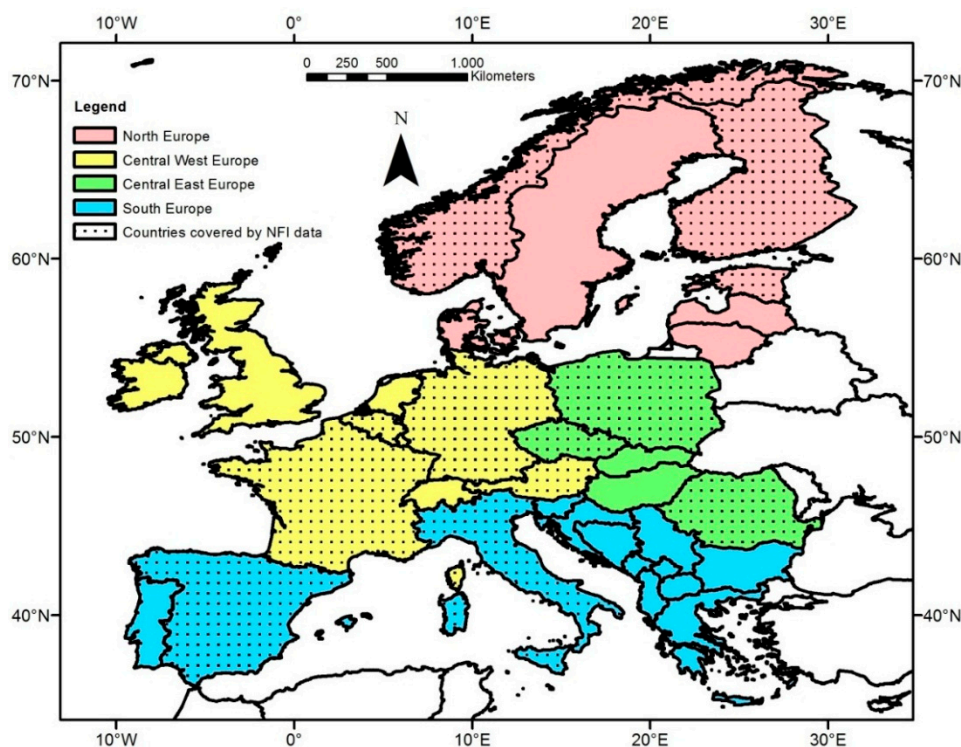 10°W 0° 10°E 20°E 30°E
0 250 500 1.000
Kilometers
70°N 70°N
Legend
North Europe
N
Central West Europe
Central East Europe
South Europe
Countries covered by NFI data
60°N 60°N
50°N 50°N
40°N 40°N
10°W 0° 10°E 20°E 30°E